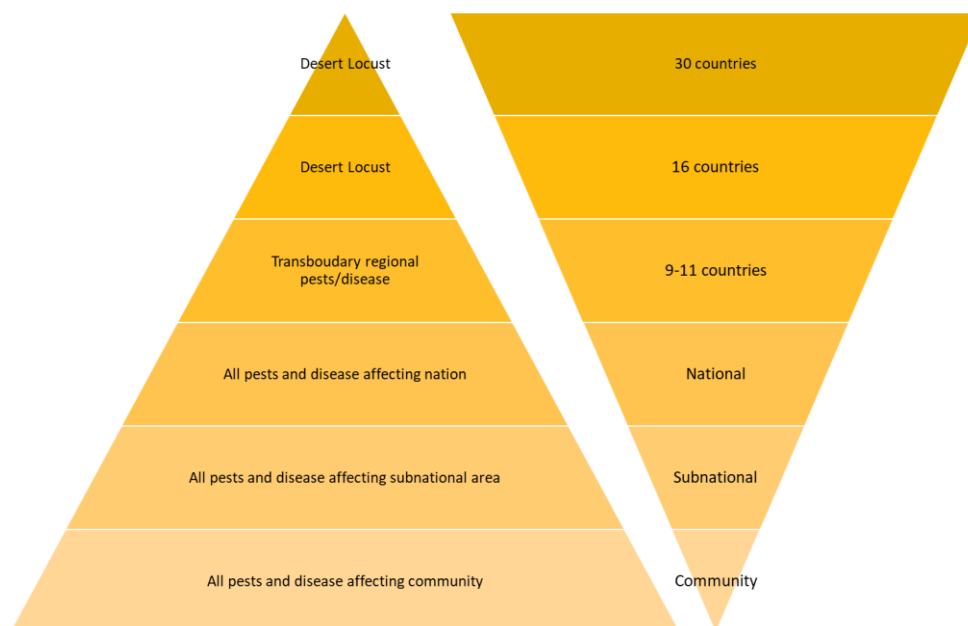 Desert Locust
30 countries
Desert Locust
16 countries
Transboudary regional
pests/disease
9-11 countries
All pests and disease affecting nation
National
All pests and disease affecting subnational area
Subnational
All pests and disease affecting community
Community